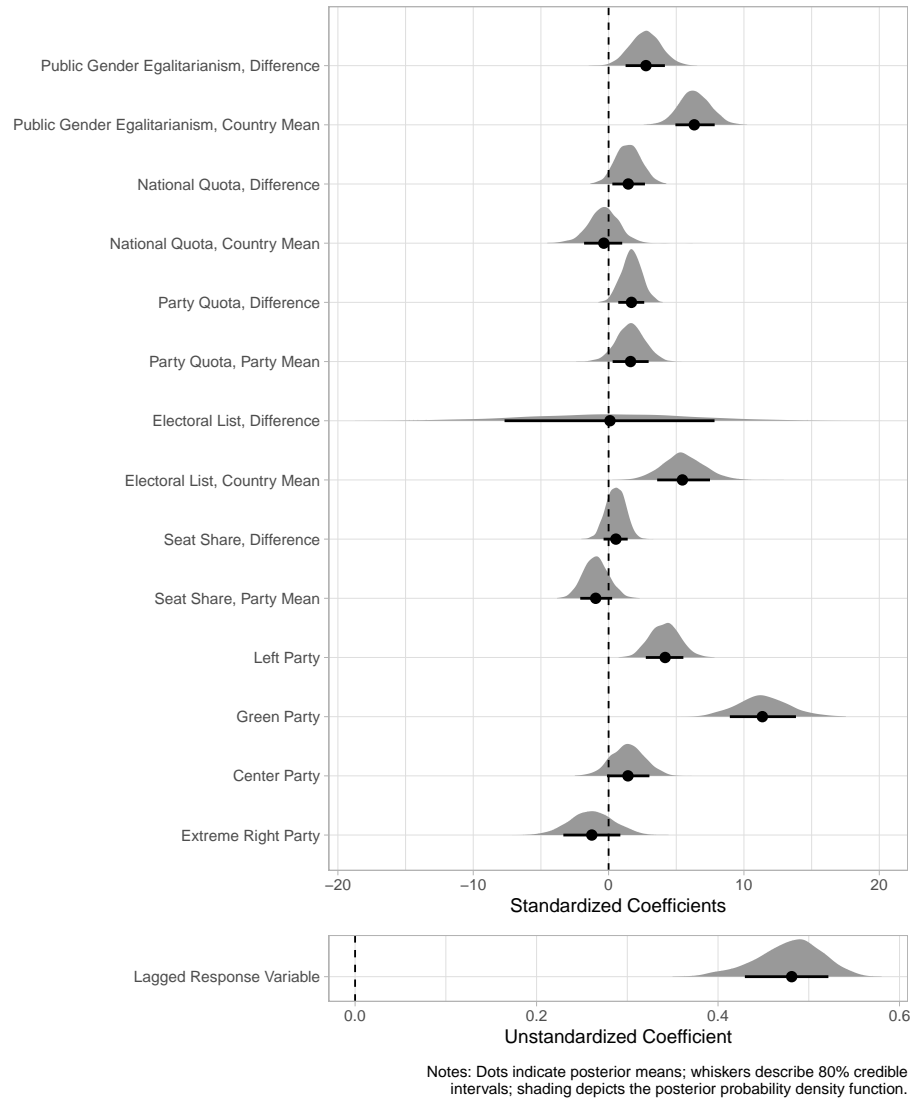 Public Gender Egalitarianism, Difference
Public Gender Egalitarianism, Country Mean
National Quota, Difference
National Quota, Country Mean
Party Quota, Difference
Party Quota, Party Mean
Electoral List, Difference
Electoral List, Country Mean
Seat Share, Difference
Seat Share, Party Mean
Left Party
Green Party
Center Party
Extreme Right Party
−20 −10 0 10 20
Standardized Coefficients
Lagged Response Variable
0.0 0.2 0.4 0.6
Unstandardized Coefficient
Notes: Dots indicate posterior means; whiskers describe 80% credible
intervals; shading depicts the posterior probability density function.